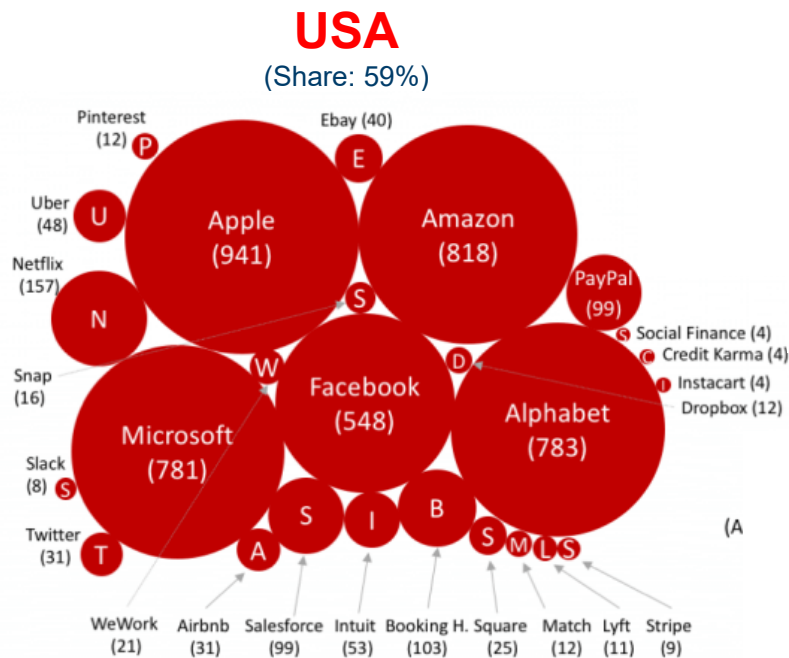 USA
(Share: 59%)
Pinterest
(12)
P
Ebay (40)
E
Uber
(48)
U
Apple
(941)
Amazon
(818)
Netflix
(157)
N
PayPal
(99)
S
S
Social Finance (4)
C
Credit Karma (4)
I
Instacart (4)
Dropbox (12)
D
W
Snap
(16)
Facebook
(548)
Alphabet
(783)
Microsoft
(781)
Slack
(8)
S
Twitter
(31)
T
A
S
I
B
S
M
L
S
(A
WeWork
(21)
Airbnb
(31)
Salesforce
(99)
Intuit
(53)
Booking H.
(103)
Square
(25)
Match
(12)
Lyft
(11)
Stripe
(9)